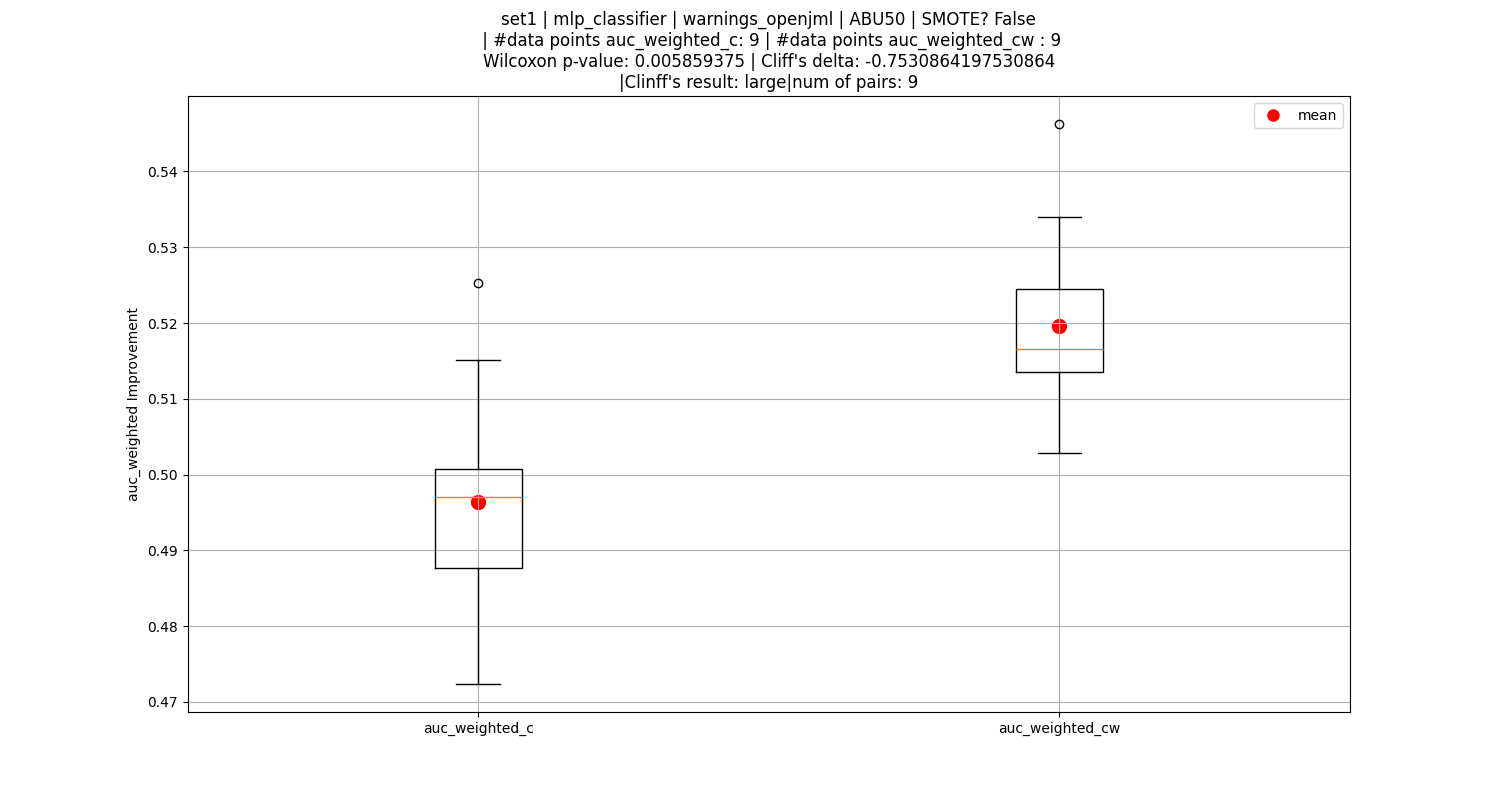 set1 | mlp_classifier | warnings_openjml | ABU50 | SMOTE? False
| #data points auc_weighted_c: 9 | #data points auc_weighted_cw : 9
Wilcoxon p-value: 0.005859375 | Cliff's delta: -0.7530864197530864
|Clinff's result: large|num of pairs: 9
mean
0.54
0.53
0.52
0.51
0.50
0.49
0.48
0.47
auc_weighted Improvement
auc_weighted_c
auc_weighted_cw